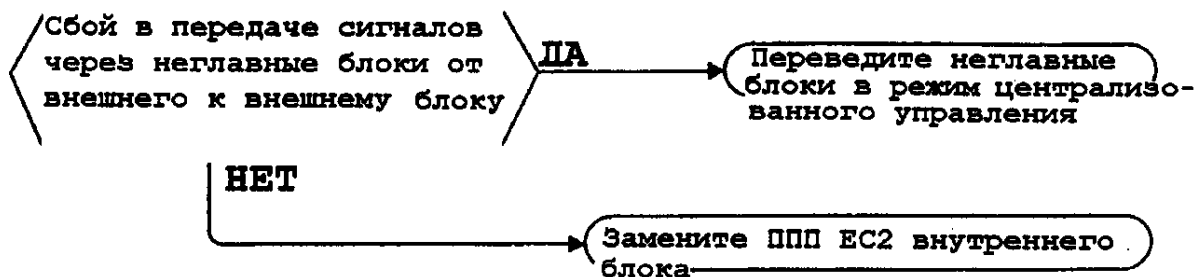 Сбой в передаче сигналов
через неглавные блоки от
внешнего к внешнему блоку
ДА
Переведите неглавные
блоки в режим централизо-
ванного управления
НЕТ
Замените ППП EC2 внутреннего
блока